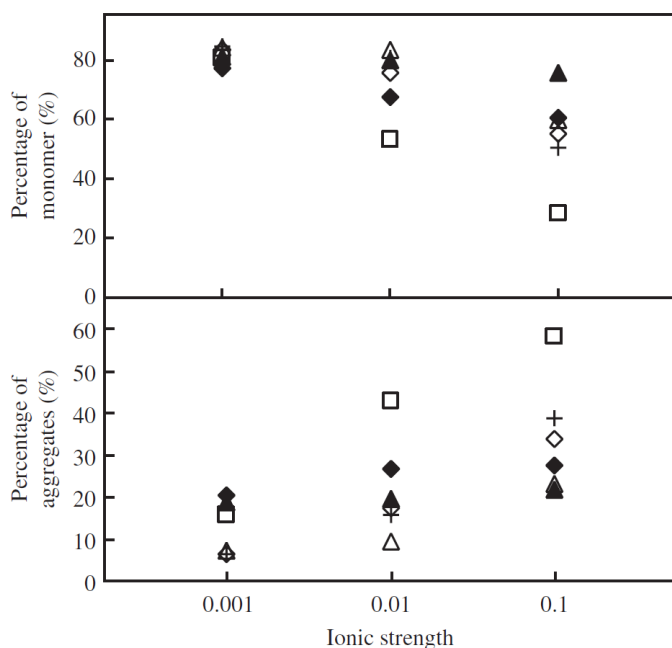 Percentage of
monomer (%)
80
60
40
20
0
Percentage of
aggregates (%)
60
50
40
30
20
10
0
0.001 0.01 0.1
Ionic strength